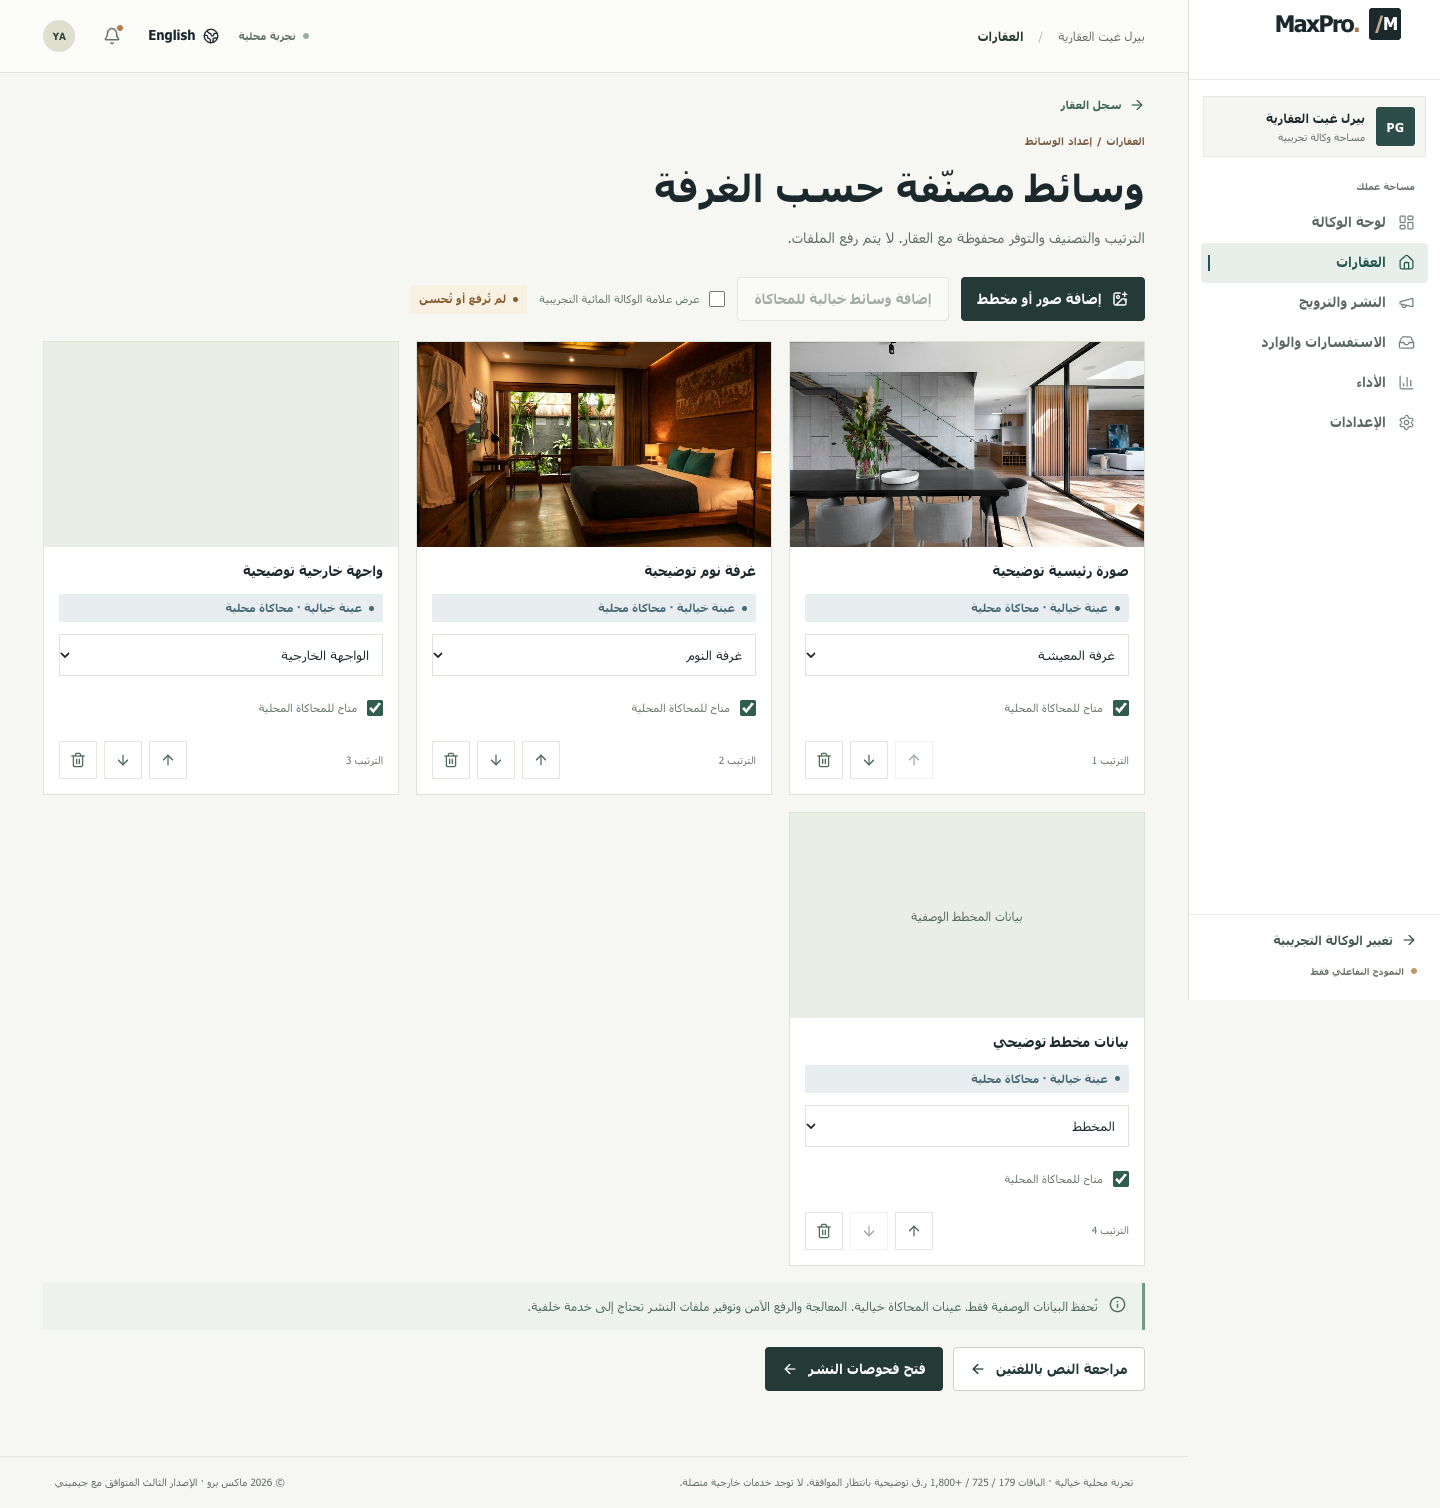 /M MaxPro.
PG
بيرل غيت العقارية
مساحة وكالة تجريبية
مساحة عملك
لوحة الوكالة
العقارات
النشر والترويج
الاستفسارات والوارد
الأداء
الإعدادات
تغيير الوكالة التجريبية
النموذج التفاعلي فقط
بيرل غيت العقارية / العقارات
تجربة محلية
English
YA
سجل العقار
العقارات / إعداد الوسائط
وسائط مصنّفة حسب الغرفة
الترتيب والتصنيف والتوفر محفوظة مع العقار. لا يتم رفع الملفات.
إضافة صور أو مخطط
إضافة وسائط خيالية للمحاكاة
عرض علامة الوكالة المائية التجريبية
لم تُرفع أو تُحسن
صورة رئيسية توضيحية
عينة خيالية · محاكاة محلية
غرفة المعيشة
متاح للمحاكاة المحلية
الترتيب 1
غرفة نوم توضيحية
عينة خيالية · محاكاة محلية
غرفة النوم
متاح للمحاكاة المحلية
الترتيب 2
واجهة خارجية توضيحية
عينة خيالية · محاكاة محلية
الواجهة الخارجية
متاح للمحاكاة المحلية
الترتيب 3
بيانات المخطط الوصفية
بيانات مخطط توضيحي
عينة خيالية · محاكاة محلية
المخطط
متاح للمحاكاة المحلية
الترتيب 4
تُحفظ البيانات الوصفية فقط. عينات المحاكاة خيالية. المعالجة والرفع الآمن وتوفير ملفات النشر تحتاج إلى خدمة خلفية.
مراجعة النص باللغتين
فتح فحوصات النشر
تجربة محلية خيالية · الباقات 179 / 725 / +1,800 ر.ق توضيحية بانتظار الموافقة. لا توجد خدمات خارجية متصلة.
© 2026 ماكس برو · الإصدار الثالث المتوافق مع جيميني